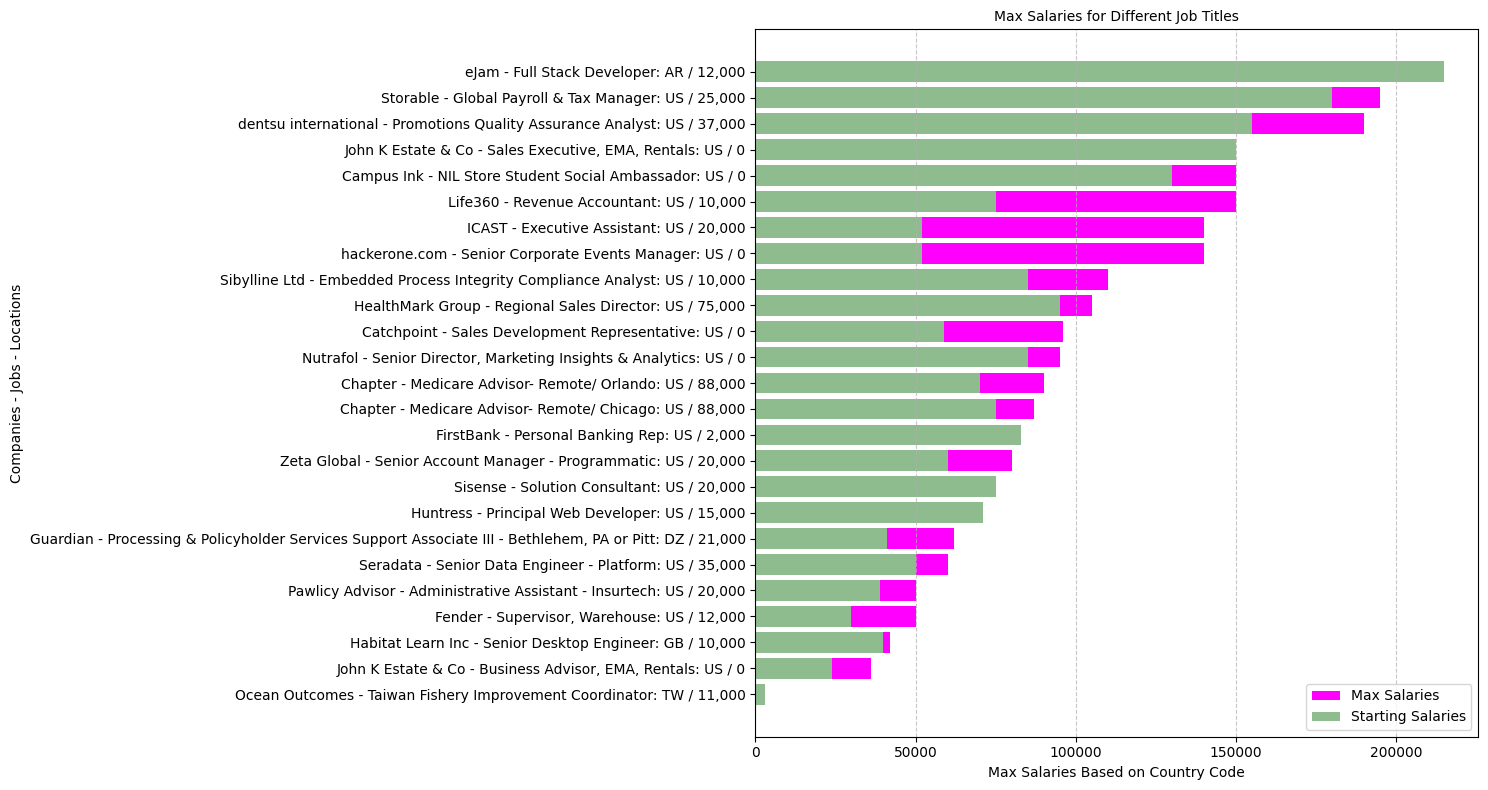 Max Salaries for Different Job Titles
eJam - Full Stack Developer: AR / 12,000
Storable - Global Payroll & Tax Manager: US / 25,000
dentsu international - Promotions Quality Assurance Analyst: US / 37,000
John K Estate & Co - Sales Executive, EMA, Rentals: US / 0
Campus Ink - NIL Store Student Social Ambassador: US / 0
Life360 - Revenue Accountant: US / 10,000
ICAST - Executive Assistant: US / 20,000
hackerone.com - Senior Corporate Events Manager: US / 0
Sibylline Ltd - Embedded Process Integrity Compliance Analyst: US / 10,000
HealthMark Group - Regional Sales Director: US / 75,000
Catchpoint - Sales Development Representative: US / 0
Nutrafol - Senior Director, Marketing Insights & Analytics: US / 0
Chapter - Medicare Advisor- Remote/ Orlando: US / 88,000
Chapter - Medicare Advisor- Remote/ Chicago: US / 88,000
FirstBank - Personal Banking Rep: US / 2,000
Zeta Global - Senior Account Manager - Programmatic: US / 20,000
Sisense - Solution Consultant: US / 20,000
Huntress - Principal Web Developer: US / 15,000
Guardian - Processing & Policyholder Services Support Associate III - Bethlehem, PA or Pitt: DZ / 21,000
Seradata - Senior Data Engineer - Platform: US / 35,000
Pawlicy Advisor - Administrative Assistant - Insurtech: US / 20,000
Fender - Supervisor, Warehouse: US / 12,000
Habitat Learn Inc - Senior Desktop Engineer: GB / 10,000
John K Estate & Co - Business Advisor, EMA, Rentals: US / 0
Ocean Outcomes - Taiwan Fishery Improvement Coordinator: TW / 11,000
Companies - Jobs - Locations
Max Salaries
Starting Salaries
0 50000 100000 150000 200000
Max Salaries Based on Country Code